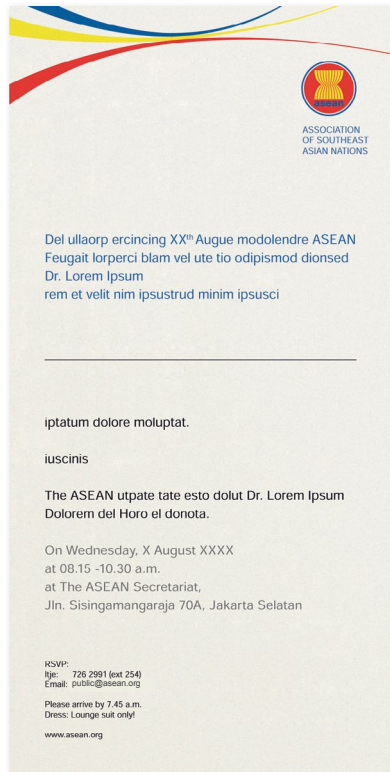 asean
ASSOCIATION
OF SOUTHEAST
ASIAN NATIONS
Del ullaorp ercincing XXth Augue modolendre ASEAN
Feugait lorperci blam vel ute tio odipismod dionsed
Dr. Lorem Ipsum
rem et velit nim ipsustrud minim ipsusci
iptatum dolore moluptat.
iuscinis
The ASEAN utpate tate esto dolut Dr. Lorem Ipsum
Dolorem del Horo el donota.
On Wednesday, X August XXXX
at 08.15 -10.30 a.m.
at The ASEAN Secretariat,
Jln. Sisingamangaraja 70A, Jakarta Selatan
RSVP:
Itje: 726 2991 (ext 254)
Email: public@asean.org
Please arrive by 7.45 a.m.
Dress: Lounge suit only!
www.asean.org